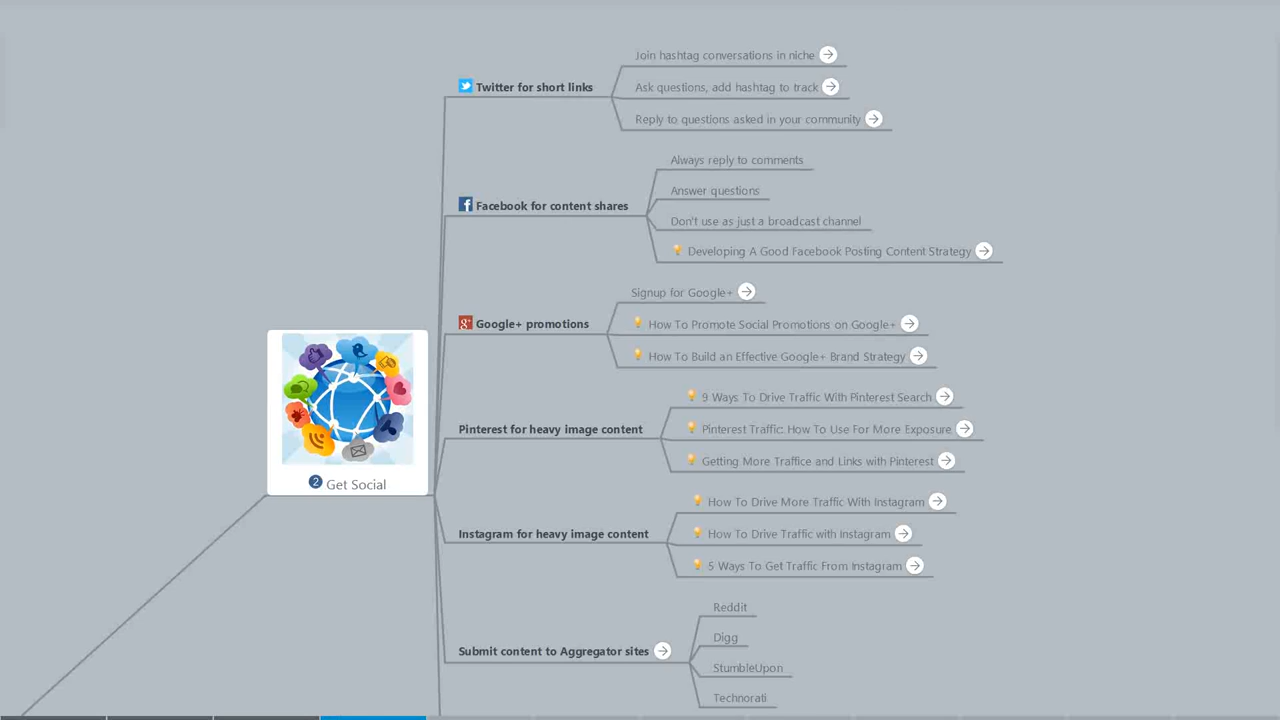 Join hashtag conversations in niche
Twitter for short links
Ask questions, add hashtag to track
Reply to questions asked in your community
Always reply to comments
Answer questions
Facebook for content shares
Don't use as just a broadcast channel
Developing A Good Facebook Posting Content Strategy
Signup for Google+
g+ Google+ promotions
How To Promote Social Promotions on Google+
How To Build an Effective Google+ Brand Strategy
9 Ways To Drive Traffic With Pinterest Search
Pinterest for heavy image content
Pinterest Traffic: How To Use For More Exposure
Getting More Traffice and Links with Pinterest
2 Get Social
How To Drive More Traffic With Instagram
Instagram for heavy image content
How To Drive Traffic with Instagram
5 Ways To Get Traffic From Instagram
Reddit
Digg
Submit content to Aggregator sites
StumbleUpon
Technorati